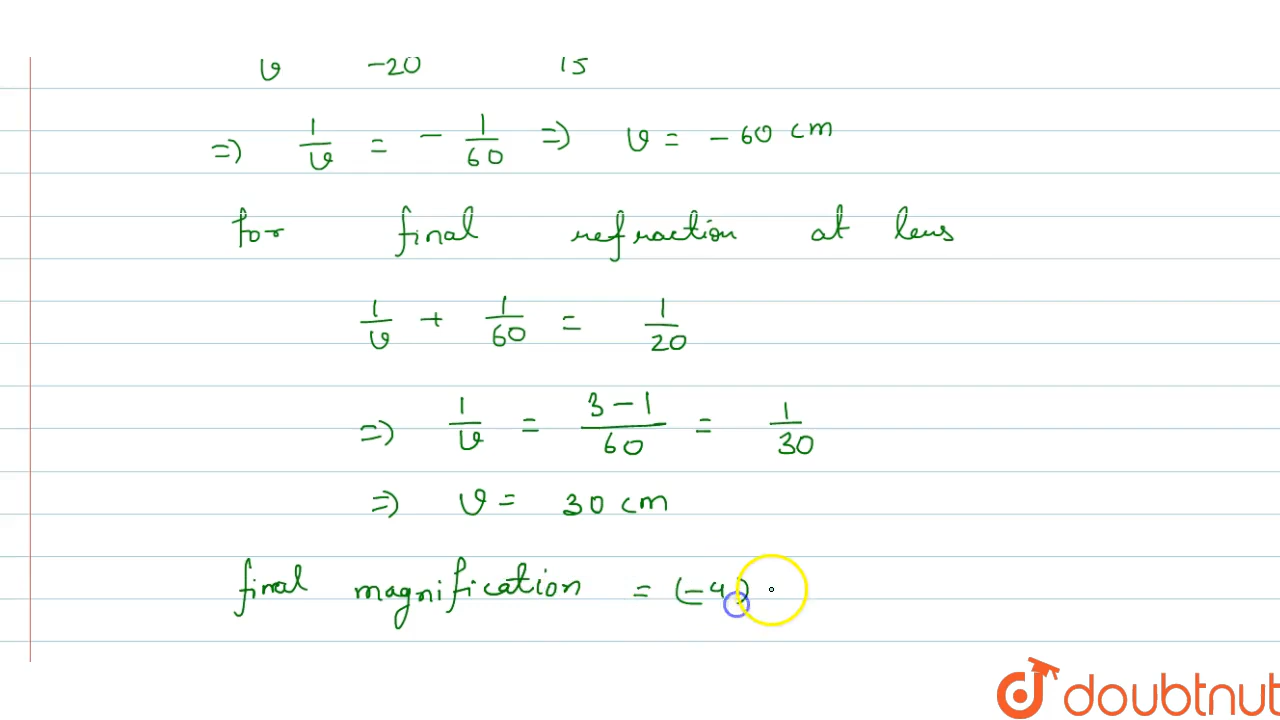 v -20 15
=> 1/v = - 1/60 => v = - 60 cm
for final refraction at lens
1/v + 1/60 = 1/20
=> 1/v = 3-1/60 = 1/30
=> v = 30 cm
final magnification = (-4)
doubtnut